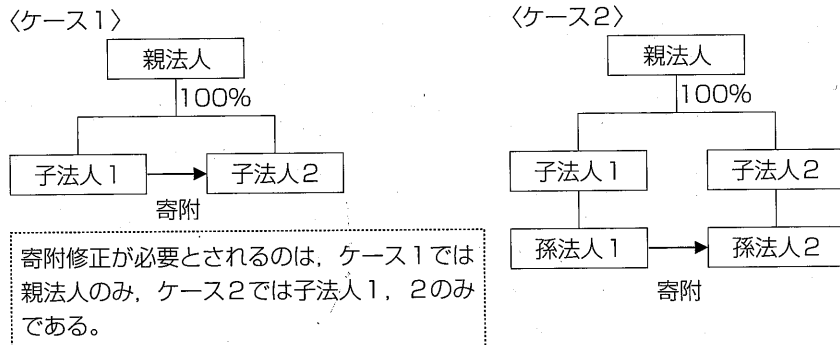 〈ケース1〉
親法人
100%
子法人1
子法人2
寄附
寄附修正が必要とされるのは，ケース1では
親法人のみ，ケース2では子法人1，2のみ
である。
〈ケース2〉
親法人
100%
子法人1
子法人2
孫法人1
孫法人2
寄附